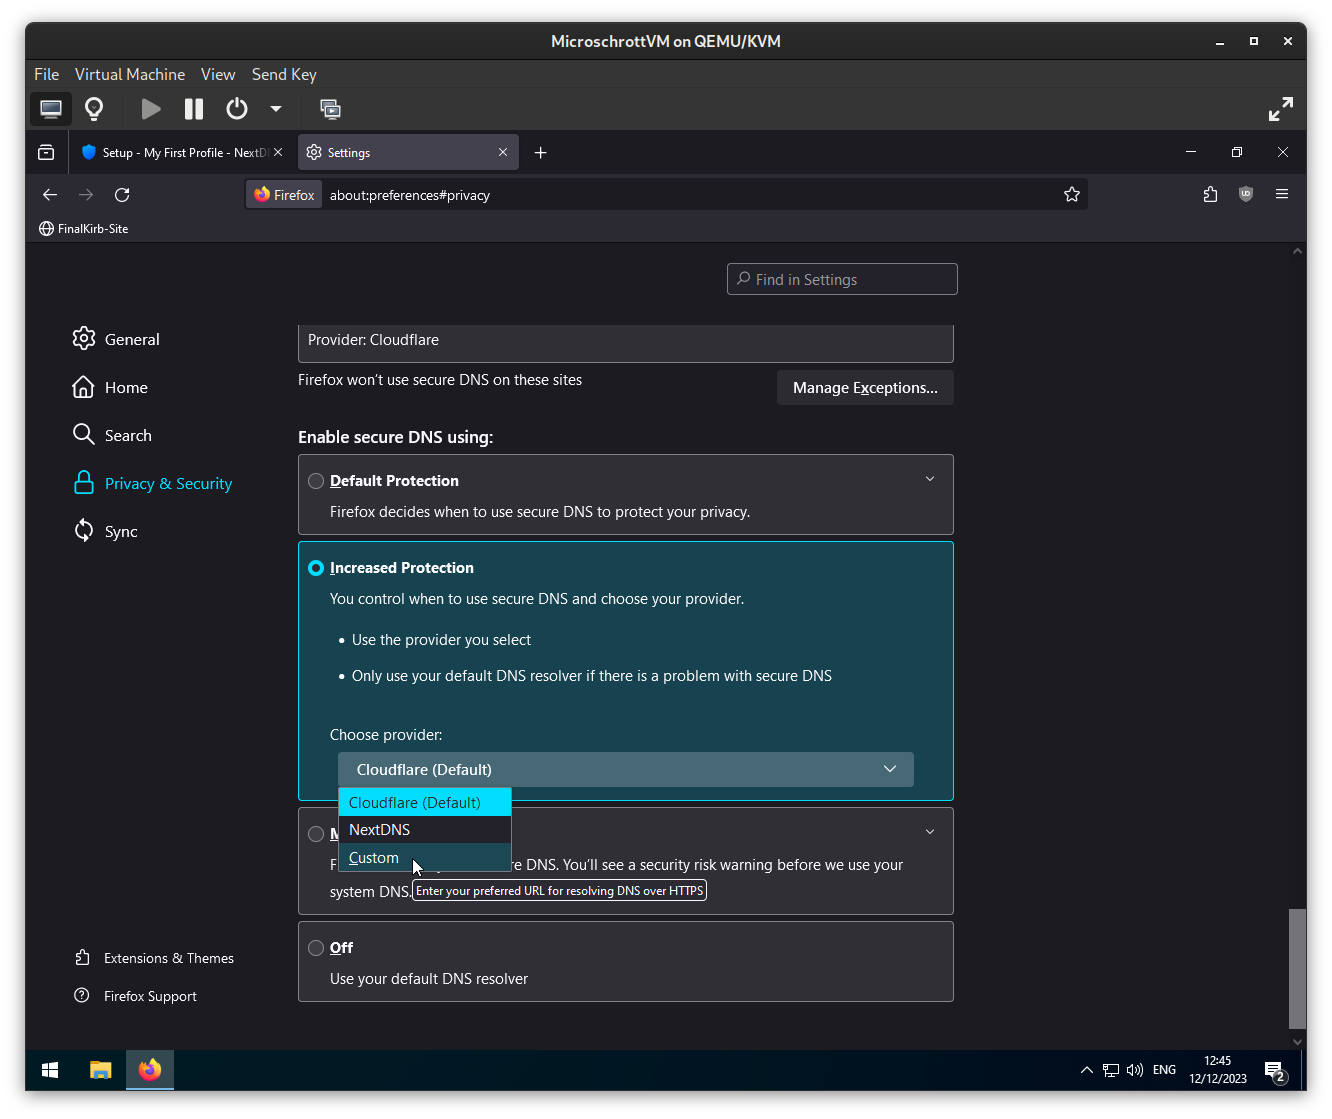 MicroschrottVM on QEMU/KVM
File Virtual Machine View Send Key
Setup - My First Profile - NextD
Settings
Firefox about:preferences#privacy
FinalKirb-Site
Find in Settings
General
Home
Search
Privacy & Security
Sync
Extensions & Themes
Firefox Support
Provider: Cloudflare
Firefox won't use secure DNS on these sites
Manage Exceptions...
Enable secure DNS using:
Default Protection
Firefox decides when to use secure DNS to protect your privacy.
Increased Protection
You control when to use secure DNS and choose your provider.
• Use the provider you select
• Only use your default DNS resolver if there is a problem with secure DNS
Choose provider:
Cloudflare (Default)
Cloudflare (Default)
NextDNS
Custom
re DNS. You'll see a security risk warning before we use your
system DNS.
Enter your preferred URL for resolving DNS over HTTPS
Off
Use your default DNS resolver
ENG
12:45
12/12/2023
2